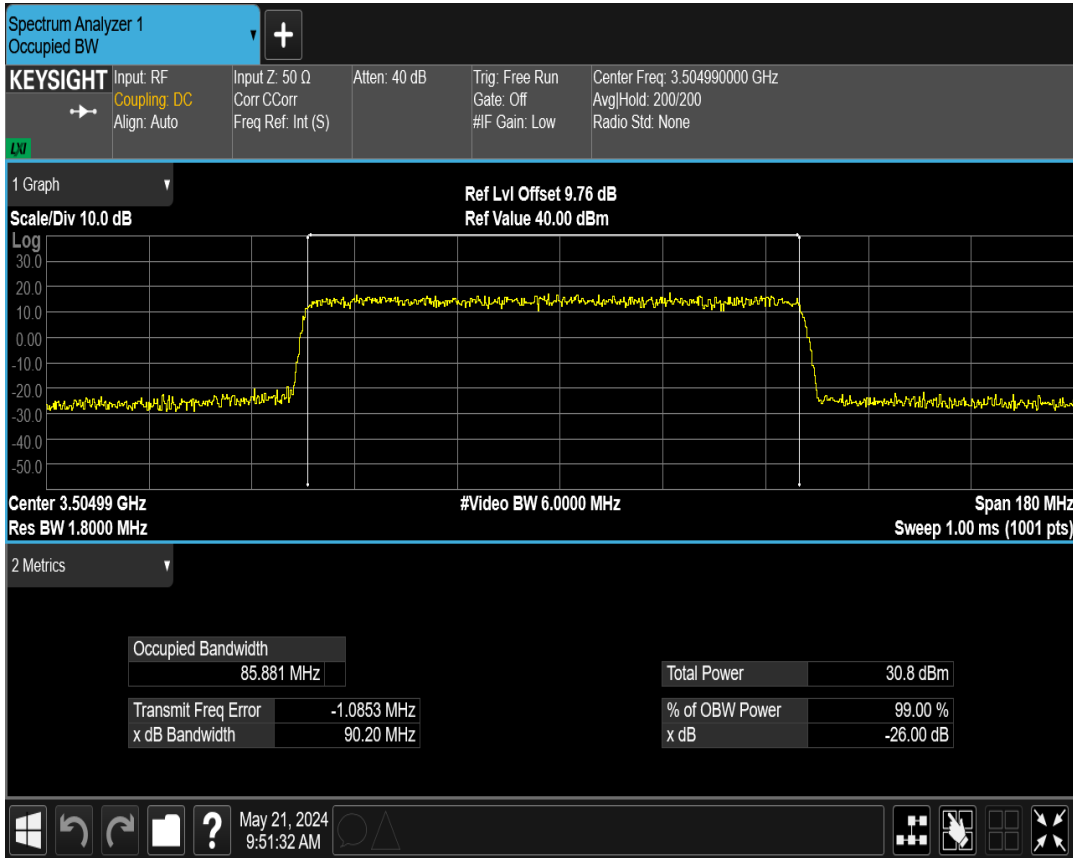 Spectrum Analyzer 1
Occupied BW
KEYSIGHT
LXI
Input: RF
Coupling: DC
Align: Auto
Input Z: 50 Ω
Corr CCorr
Freq Ref: Int (S)
Atten: 40 dB
Trig: Free Run
Gate: Off
#IF Gain: Low
Center Freq: 3.504990000 GHz
Avg|Hold: 200/200
Radio Std: None
1 Graph
Scale/Div 10.0 dB
Ref Lvl Offset 9.76 dB
Ref Value 40.00 dBm
Log
30.0
20.0
10.0
0.00
-10.0
-20.0
-30.0
-40.0
-50.0
Center 3.50499 GHz
Res BW 1.8000 MHz
#Video BW 6.0000 MHz
Span 180 MHz
Sweep 1.00 ms (1001 pts)
2 Metrics
Occupied Bandwidth
85.881 MHz
Transmit Freq Error -1.0853 MHz
x dB Bandwidth 90.20 MHz
Total Power 30.8 dBm
% of OBW Power 99.00 %
x dB -26.00 dB
May 21, 2024
9:51:32 AM